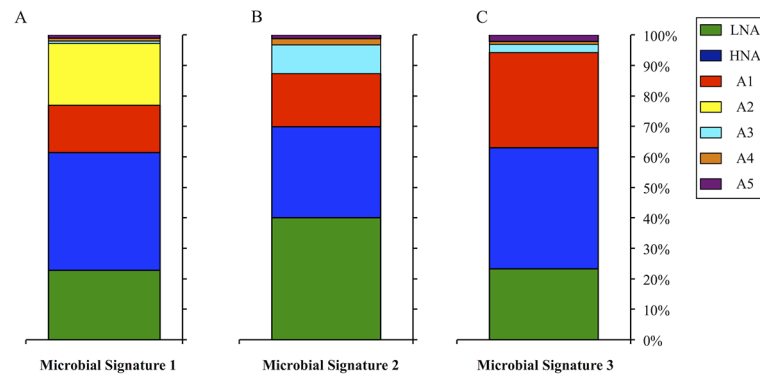 A
B
C
100%
90%
80%
70%
60%
50%
40%
30%
20%
10%
0%
LNA
HNA
A1
A2
A3
A4
A5
Microbial Signature 1
Microbial Signature 2
Microbial Signature 3